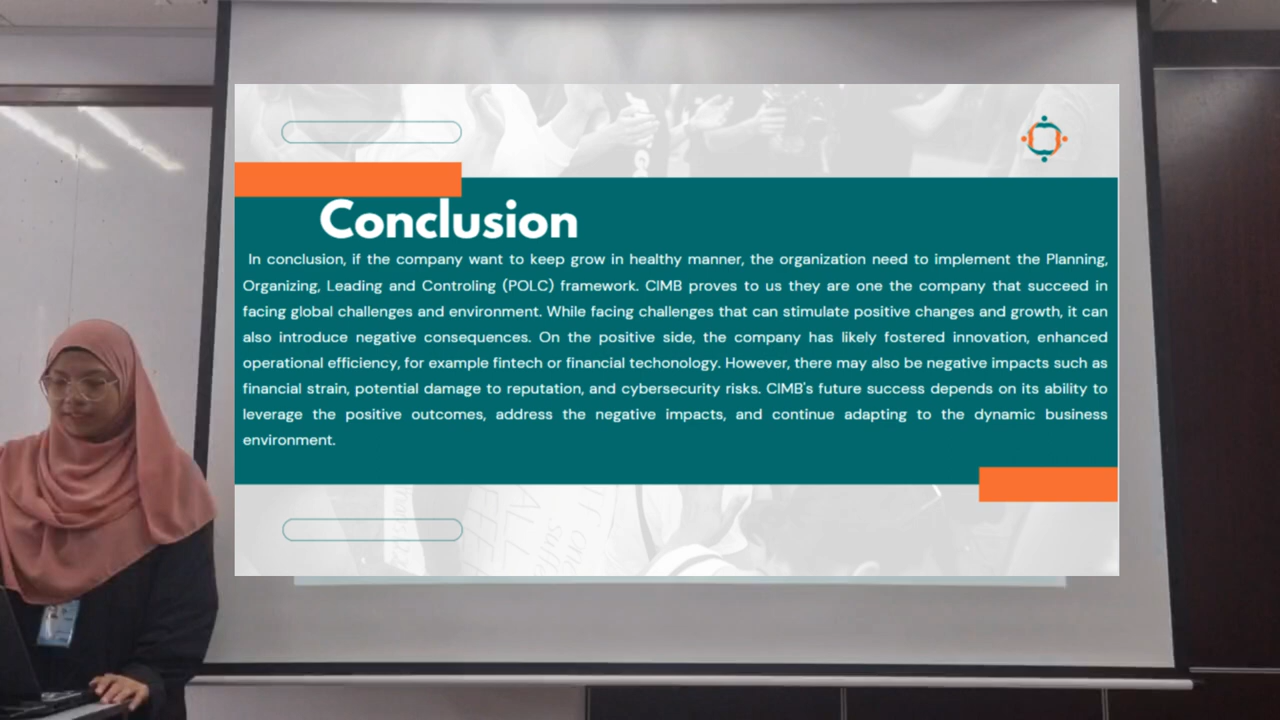 Conclusion
In conclusion, if the company want to keep grow in healthy manner, the organization need to implement the Planning,
Organizing, Leading and Controling (POLC) framework. CIMB proves to us they are one the company that succeed in
facing global challenges and environment. While facing challenges that can stimulate positive changes and growth, it can
also introduce negative consequences. On the positive side, the company has likely fostered innovation, enhanced
operational efficiency, for example fintech or financial techonology. However, there may also be negative impacts such as
financial strain, potential damage to reputation, and cybersecurity risks. CIMB's future success depends on its ability to
leverage the positive outcomes, address the negative impacts, and continue adapting to the dynamic business
environment.